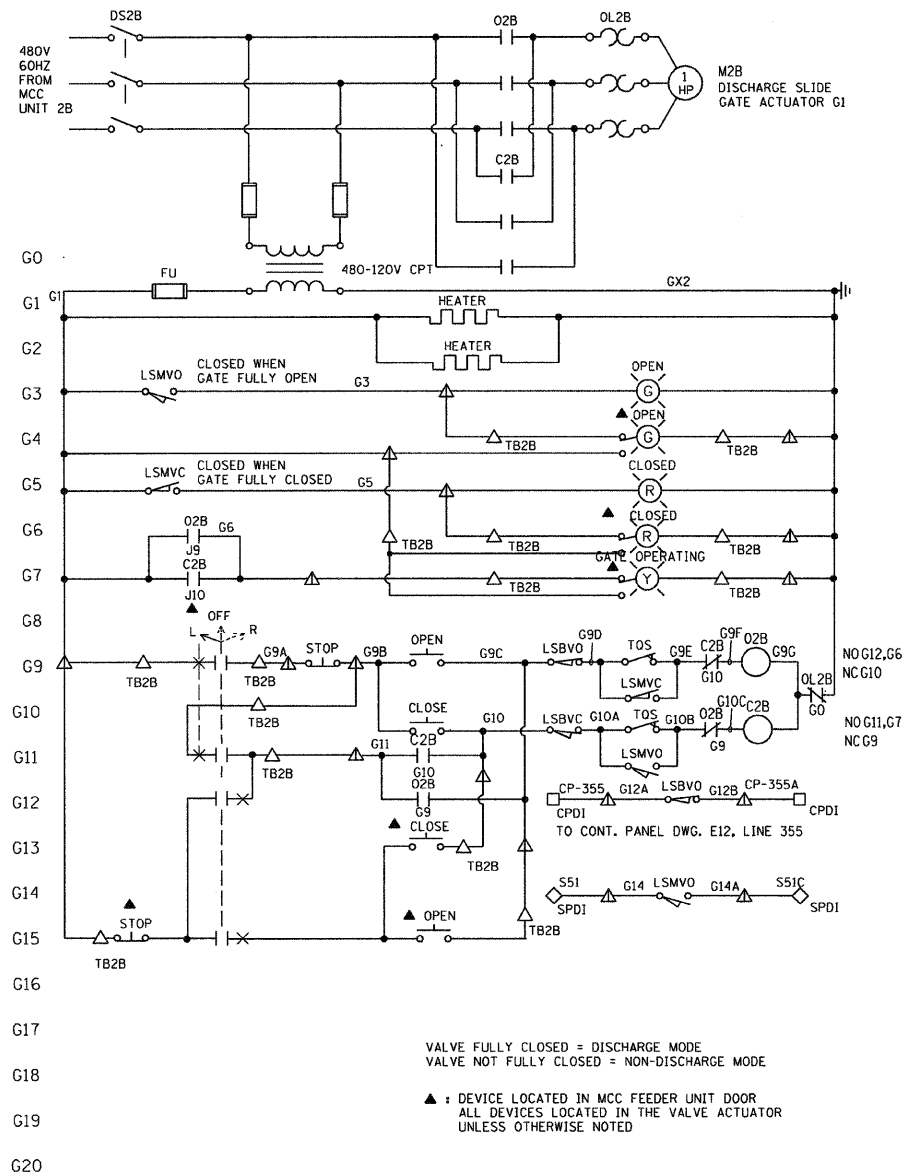 DS2B
O2B
OL2B
480V
60HZ
FROM
MCC
UNIT 2B
1
HP
M2B
DISCHARGE SLIDE
GATE ACTUATOR G1
C2B
G0
FU
480-120V CPT
GX2
G1
G1
HEATER
G2
HEATER
G3
LSMVO
CLOSED WHEN
GATE FULLY OPEN
G3
OPEN
G
▲ OPEN
G4
TB2B
G
TB2B
G5
LSMVC
CLOSED WHEN
GATE FULLY CLOSED
G5
CLOSED
R
G6
O2B
J9
G6
TB2B
TB2B
▲ CLOSED
R
TB2B
G7
C2B
J10
TB2B
GATE OPERATING
▲
Y
TB2B
G8
▲ OFF
L
R
G9
TB2B
G9A
TB2B
STOP
G9B
OPEN
G9C
LSBVO
G9D
TOS
G9E
C2B
G10
G9F
O2B
G9G
OL2B
G0
NO G12,G6
NC G10
LSMVC
G10
TB2B
CLOSE
G10
LSBVC
G10A
TOS
G10B
O2B
G9
G10C
C2B
NO G11,G7
NC G9
LSMVO
G11
TB2B
G11
C2B
G10
G12
O2B
G9
CP-355
G12A
LSBVO
G12B
CP-355A
CPDI
CPDI
TO CONT. PANEL DWG. E12, LINE 355
G13
▲ CLOSE
TB2B
G14
S51
G14
LSMVO
G14A
S51C
SPDI
SPDI
G15
TB2B
▲
STOP
▲ OPEN
TB2B
G16
G17
G18
VALVE FULLY CLOSED = DISCHARGE MODE
VALVE NOT FULLY CLOSED = NON-DISCHARGE MODE
G19
▲ : DEVICE LOCATED IN MCC FEEDER UNIT DOOR
ALL DEVICES LOCATED IN THE VALVE ACTUATOR
UNLESS OTHERWISE NOTED
G20